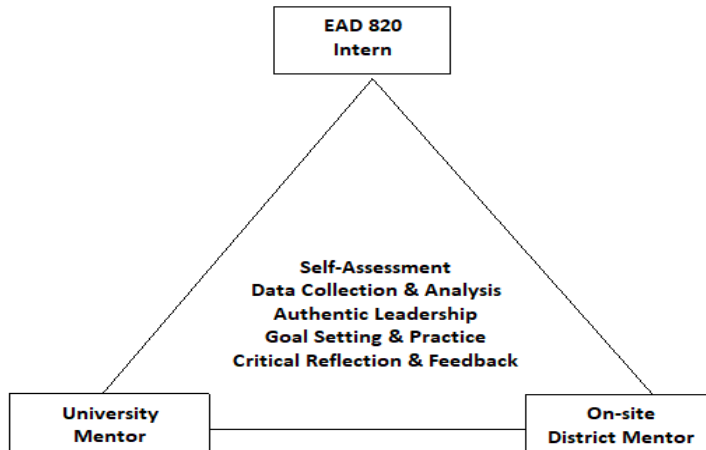 EAD 820
Intern
Self-Assessment
Data Collection & Analysis
Authentic Leadership
Goal Setting & Practice
Critical Reflection & Feedback
University
Mentor
On-site
District Mentor